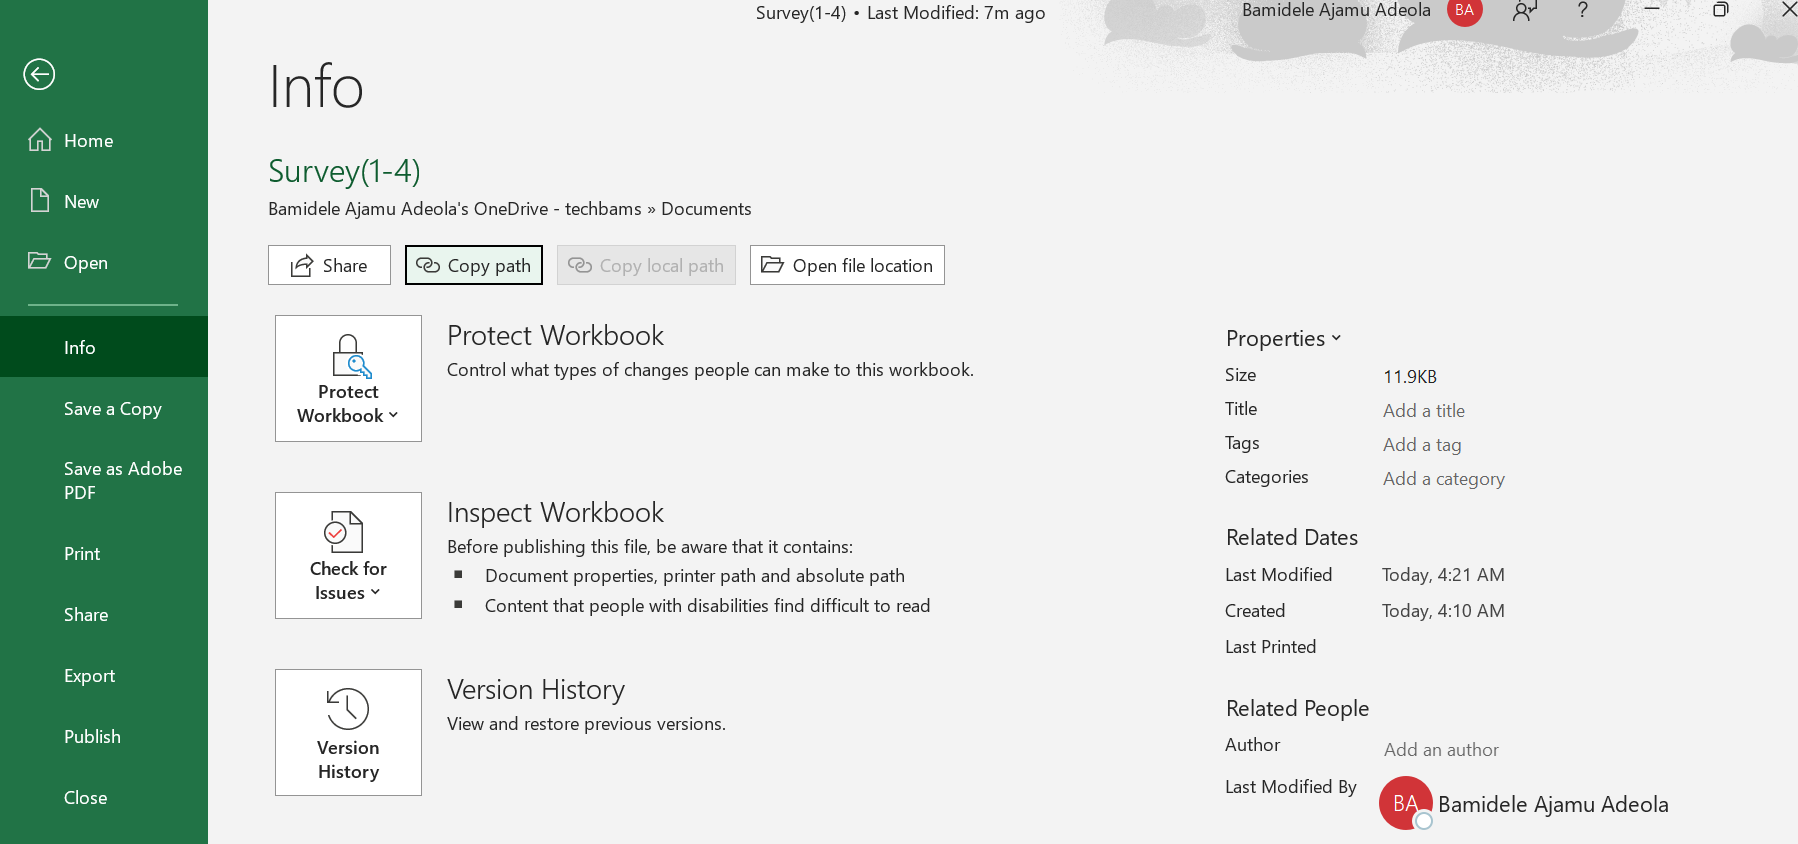 Survey(1-4) • Last Modified: 7m ago
Bamidele Ajamu Adeola
BA
?
Home
New
Open
Info
Save a Copy
Save as Adobe
PDF
Print
Share
Export
Publish
Close
Info
Survey(1-4)
Bamidele Ajamu Adeola's OneDrive - techbams » Documents
Share
Copy path
Copy local path
Open file location
Protect
Workbook
Protect Workbook
Control what types of changes people can make to this workbook.
Check for
Issues
Inspect Workbook
Before publishing this file, be aware that it contains:
Document properties, printer path and absolute path
Content that people with disabilities find difficult to read
Version
History
Version History
View and restore previous versions.
Properties
Size 11.9KB
Title Add a title
Tags Add a tag
Categories Add a category
Related Dates
Last Modified Today, 4:21 AM
Created Today, 4:10 AM
Last Printed
Related People
Author Add an author
Last Modified By BA Bamidele Ajamu Adeola